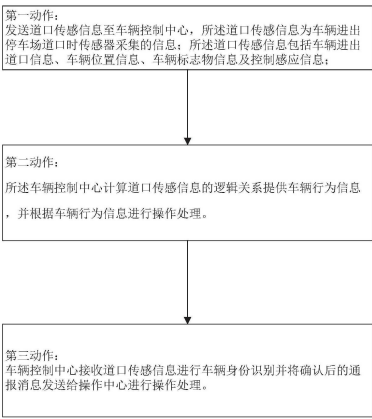 第一动作：
发送道口传感信息至车辆控制中心，所述道口传感信息为车辆进出
停车场道口时传感器采集的信息；所述道口传感信息包括车辆进出
道口信息、车辆位置信息、车辆标志物信息及控制感应信息；
第二动作：
所述车辆控制中心计算道口传感信息的逻辑关系提供车辆行为信息
，并根据车辆行为信息进行操作处理。
第三动作：
车辆控制中心接收道口传感信息进行车辆身份识别并将确认后的通
报消息发送给操作中心进行操作处理。